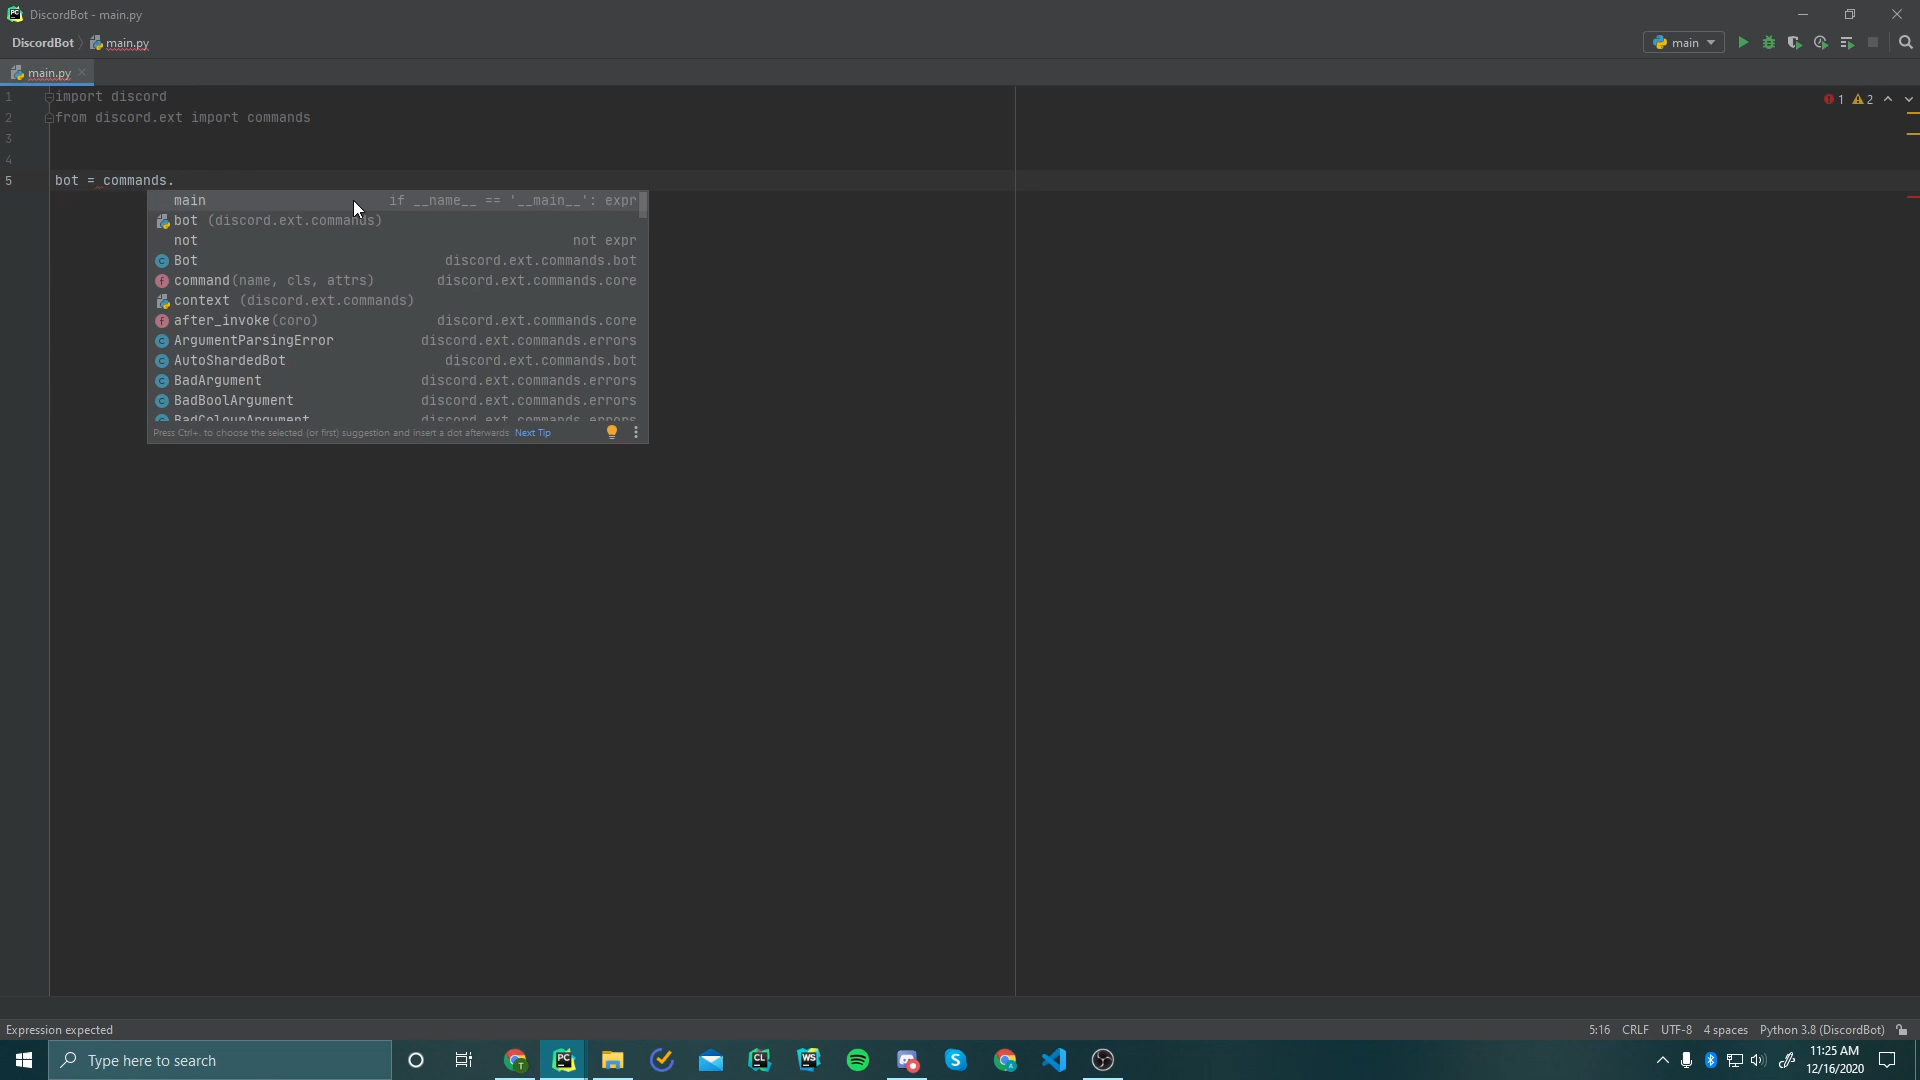 DiscordBot - main.py
DiscordBot main.py
main
main.py
1 import discord
2 from discord.ext import commands
3
4
5 bot = commands.
main if __name__ == '__main__': expr
bot (discord.ext.commands)
not not expr
Bot discord.ext.commands.bot
command(name, cls, attrs) discord.ext.commands.core
context (discord.ext.commands)
after_invoke(coro) discord.ext.commands.core
ArgumentParsingError discord.ext.commands.errors
AutoShardedBot discord.ext.commands.bot
BadArgument discord.ext.commands.errors
BadBoolArgument discord.ext.commands.errors
BadColourArgument discord.ext.commands.errors
Press Ctrl+. to choose the selected (or first) suggestion and insert a dot afterwards Next Tip
1 2
Expression expected 5:16 CRLF UTF-8 4 spaces Python 3.8 (DiscordBot)
Type here to search
11:25 AM
12/16/2020